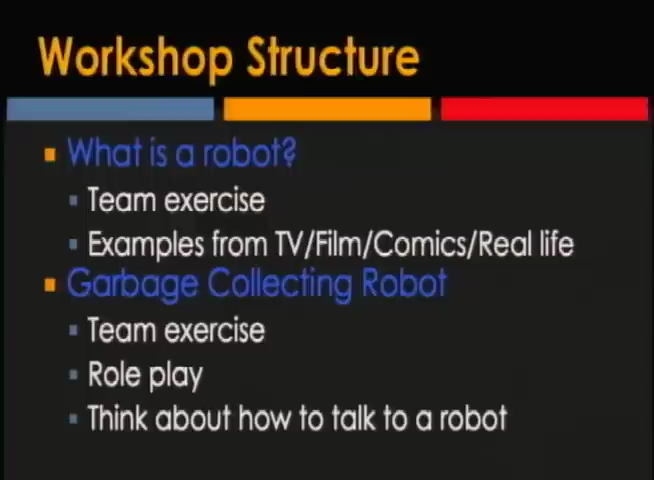 Workshop Structure
What is a robot?
Team exercise
Examples from TV/Film/Comics/Real life
Garbage Collecting Robot
Team exercise
Role play
Think about how to talk to a robot